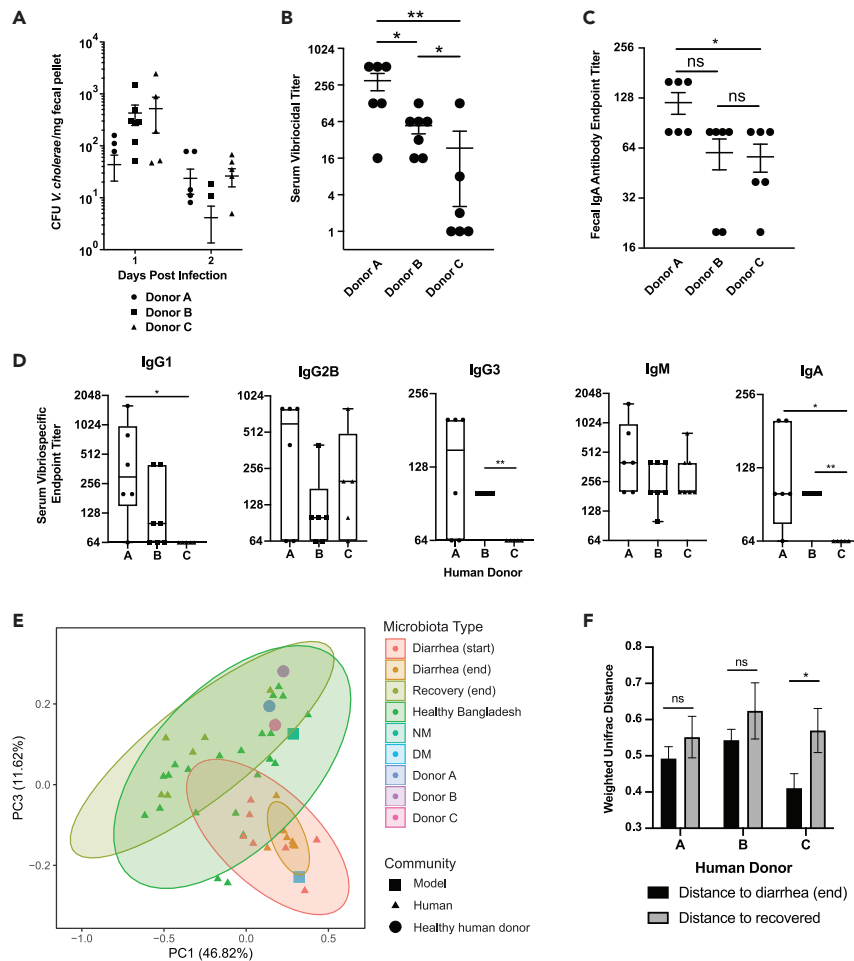 A
CFU V. cholerae/mg fecal pellet
10^4
10^3
10^2
10^1
10^0
1
2
Days Post Infection
Donor A
Donor B
Donor C
B
Serum Vibriocidal Titer
1024
256
64
16
4
1
**
*
*
Donor A
Donor B
Donor C
C
Fecal IgA Antibody Endpoint Titer
256
128
64
32
16
*
ns
ns
Donor A
Donor B
Donor C
D
Serum Vibriospecific
Endpoint Titer
IgG1
2048
1024
512
256
128
64
*
A B C
IgG2B
1024
512
256
128
64
A B C
IgG3
256
128
64
**
A B C
IgM
2048
1024
512
256
128
64
A B C
IgA
256
128
64
*
**
A B C
Human Donor
E
PC3 (11.62%)
0.2
0.0
-0.2
-1.0 -0.5 0.0 0.5
PC1 (46.82%)
Microbiota Type
Diarrhea (start)
Diarrhea (end)
Recovery (end)
Healthy Bangladesh
NM
DM
Donor A
Donor B
Donor C
Community
Model
Human
Healthy human donor
F
Weighted Unifrac Distance
0.8
0.7
0.6
0.5
0.4
0.3
ns
ns
*
A B C
Human Donor
Distance to diarrhea (end)
Distance to recovered